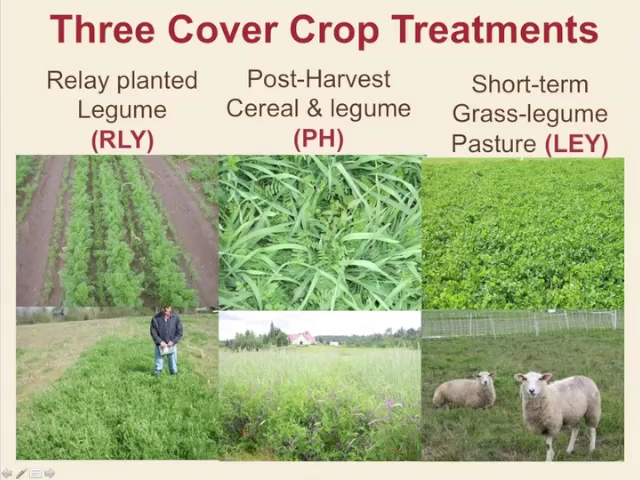 Three Cover Crop Treatments
Relay planted
Legume
(RLY)
Post-Harvest
Cereal & legume
(PH)
Short-term
Grass-legume
Pasture (LEY)